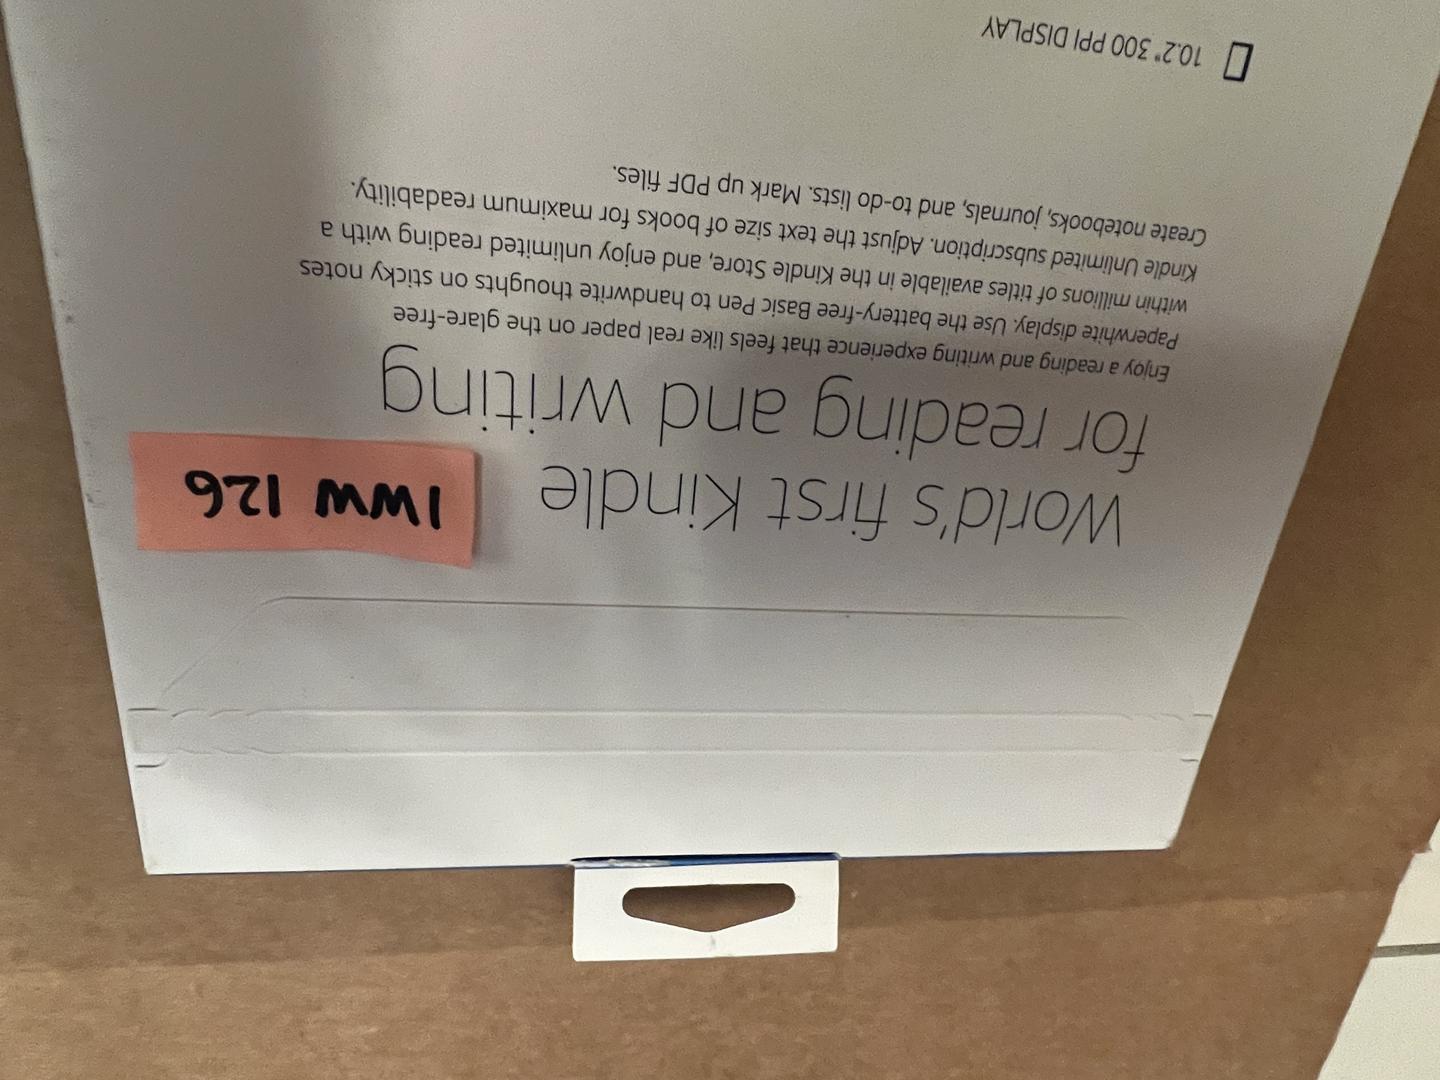 World's first Kindle
for reading and writing
1WW 126
Enjoy a reading and writing experience that feels like real paper on the glare-free
Paperwhite display. Use the battery-free Basic Pen to handwrite thoughts on sticky notes
within millions of titles available in the Kindle Store, and enjoy unlimited reading with a
Kindle Unlimited subscription. Adjust the text size of books for maximum readability.
Create notebooks, journals, and to-do lists. Mark up PDF files.
10.2" 300 PPI DISPLAY